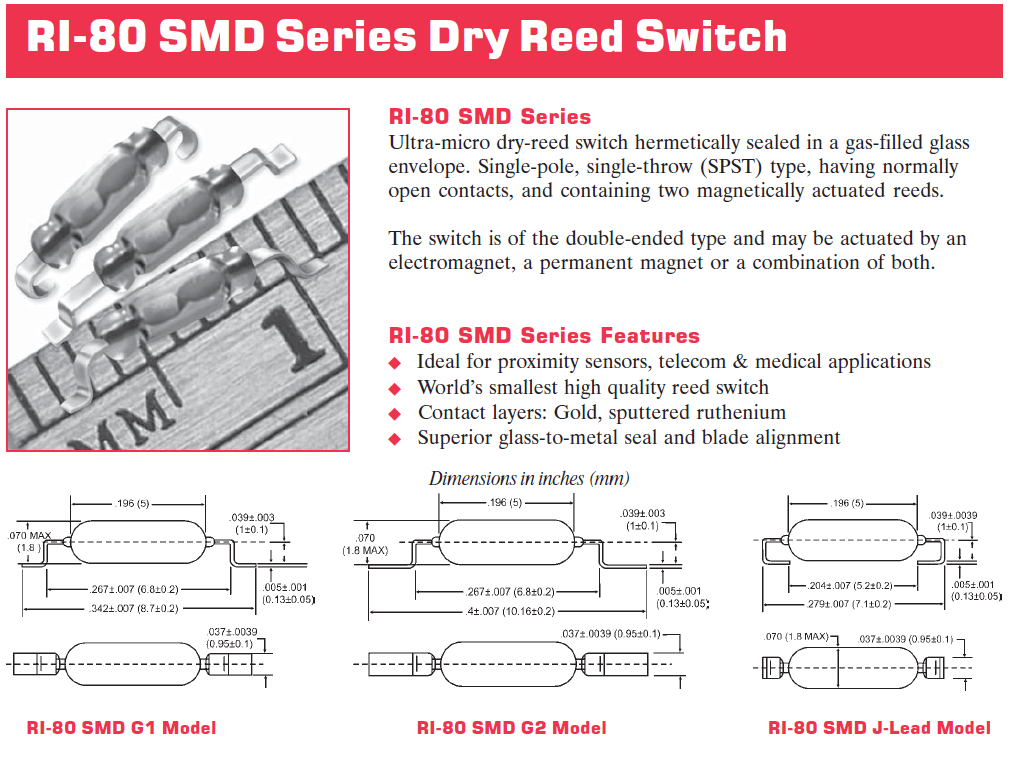 RI-80 SMD Series Dry Reed Switch
RI-80 SMD Series
Ultra-micro dry-reed switch hermetically sealed in a gas-filled glass
envelope. Single-pole, single-throw (SPST) type, having normally
open contacts, and containing two magnetically actuated reeds.
The switch is of the double-ended type and may be actuated by an
electromagnet, a permanent magnet or a combination of both.
RI-80 SMD Series Features
◆ Ideal for proximity sensors, telecom & medical applications
◆ World's smallest high quality reed switch
◆ Contact layers: Gold, sputtered ruthenium
◆ Superior glass-to-metal seal and blade alignment
1
MM
Dimensions in inches (mm)
.196 (5)
.039±.003
(1±0.1)
.070 MAX
(1.8 )
.267±.007 (6.8±0.2)
.342±.007 (8.7±0.2)
.005±.001
(0.13±0.05)
.037±.0039
(0.95±0.1)
RI-80 SMD G1 Model
.196 (5)
.039±.003
(1±0.1)
.070
(1.8 MAX)
.267±.007 (6.8±0.2)
.4±.007 (10.16±0.2)
.005±.001
(0.13±0.05)
.037±.0039 (0.95±0.1)
RI-80 SMD G2 Model
.196 (5)
.039±.0039
(1±0.1)
.204±.007 (5.2±0.2)
.279±.007 (7.1±0.2)
.005±.001
(0.13±0.05)
.070 (1.8 MAX)
.037±.0039 (0.95±0.1)
RI-80 SMD J-Lead Model